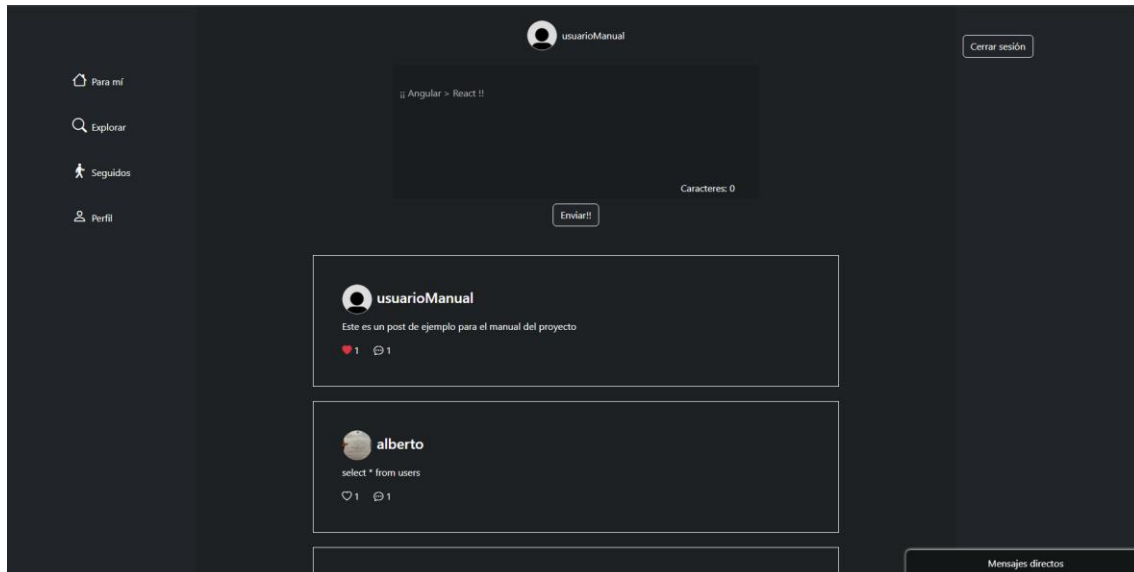 usuarioManual
Cerrar sesión
Para mí
Explorar
Seguidos
Perfil
¡¡ Angular > React !!
Caracteres: 0
Enviar!!
usuarioManual
Este es un post de ejemplo para el manual del proyecto
1 1
alberto
select * from users
1 1
Mensajes directos